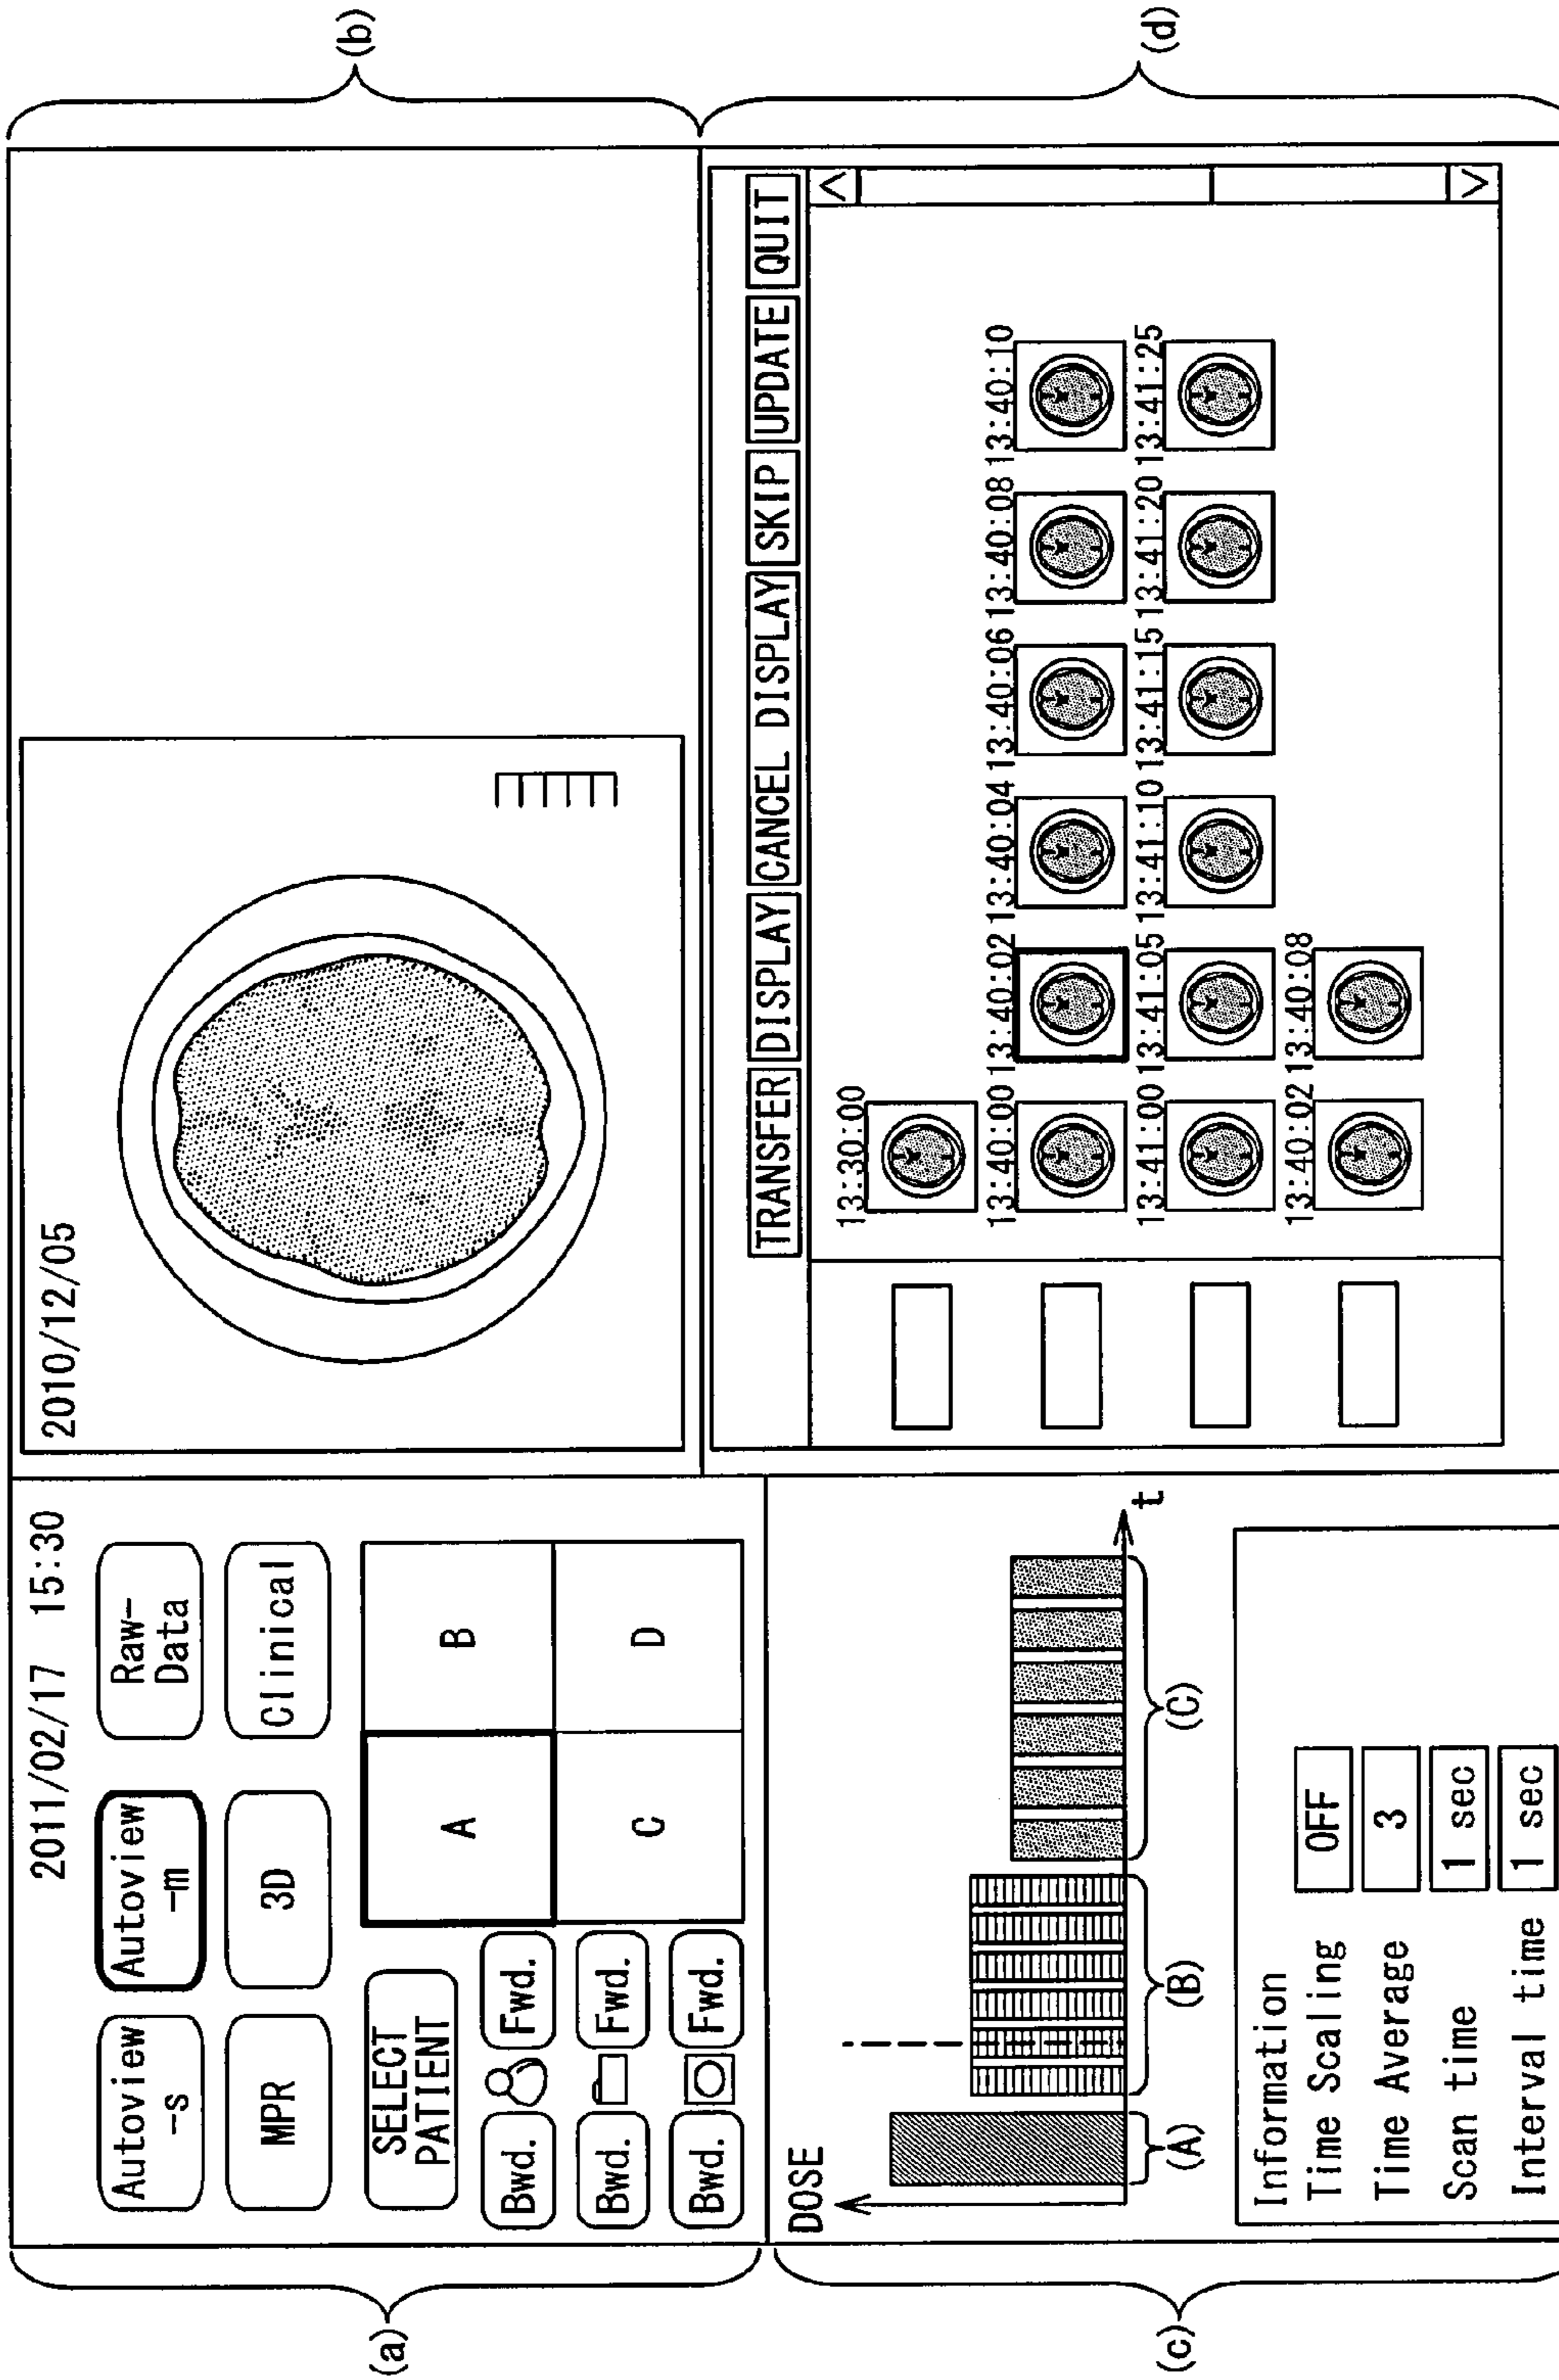 (a)
2011/02/17 15:30
Autoview
-s
Autoview
-m
Raw-
Data
MPR
3D
Clinical
SELECT
PATIENT
Bwd.
Fwd.
Bwd.
Fwd.
Bwd.
Fwd.
A
B
C
D
(b)
2010/12/05
(c)
DOSE
t
(A)
(B)
(C)
Information
Time Scaling OFF
Time Average 3
Scan time 1 sec
Interval time 1 sec
(d)
TRANSFER DISPLAY CANCEL DISPLAY SKIP UPDATE QUIT
13:30:00
13:40:00 13:40:02 13:40:04 13:40:06 13:40:08 13:40:10
13:41:00 13:41:05 13:41:10 13:41:15 13:41:20 13:41:25
13:40:02 13:40:08